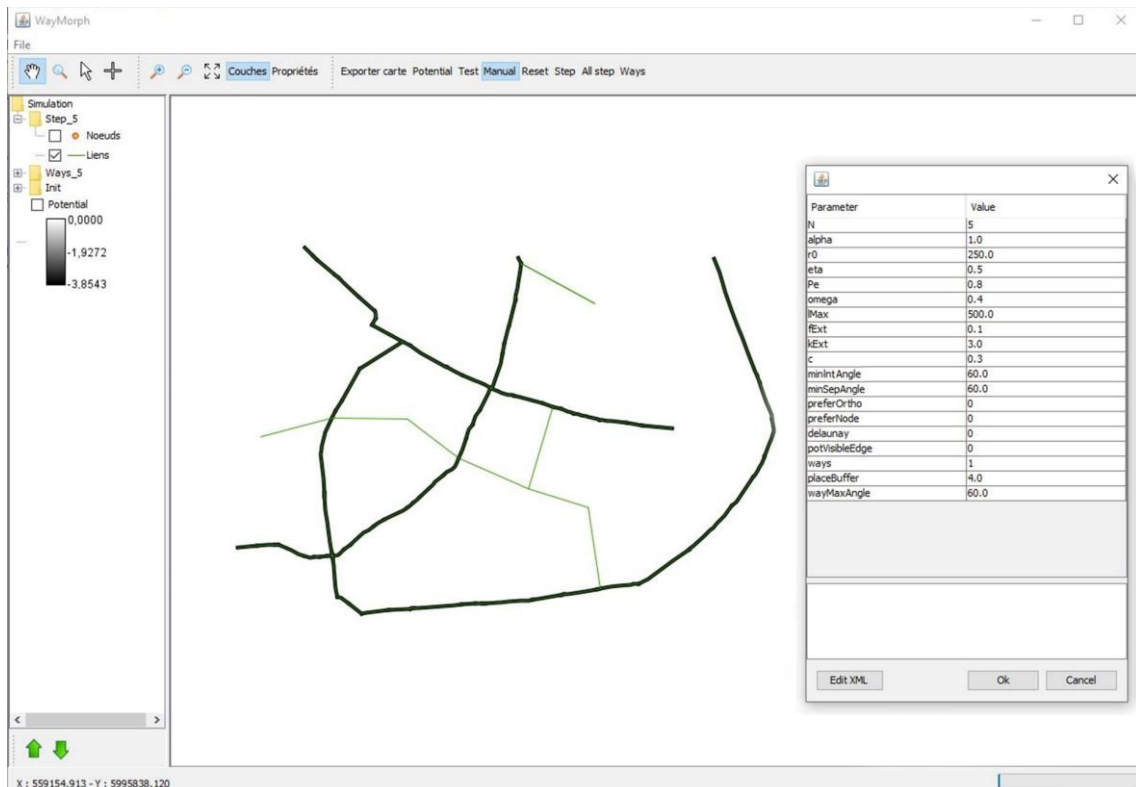 WayMorph
File
Couches Propriétés Exporter carte Potential Test Manual Reset Step All step Ways
Simulation
Step_5
Noeuds
Liens
Ways_5
Init
Potential
0,0000
-1,9272
-3,8543
Parameter Value
N 5
alpha 1.0
r0 250.0
eta 0.5
Pe 0.8
omega 0.4
lMax 500.0
fExt 0.1
kExt 3.0
c 0.3
minIntAngle 60.0
minSepAngle 60.0
preferOrtho 0
preferNode 0
delaunay 0
potVisibleEdge 0
ways 1
placeBuffer 4.0
wayMaxAngle 60.0
Edit XML Ok Cancel
X : 559154.913 - Y : 5995838.120